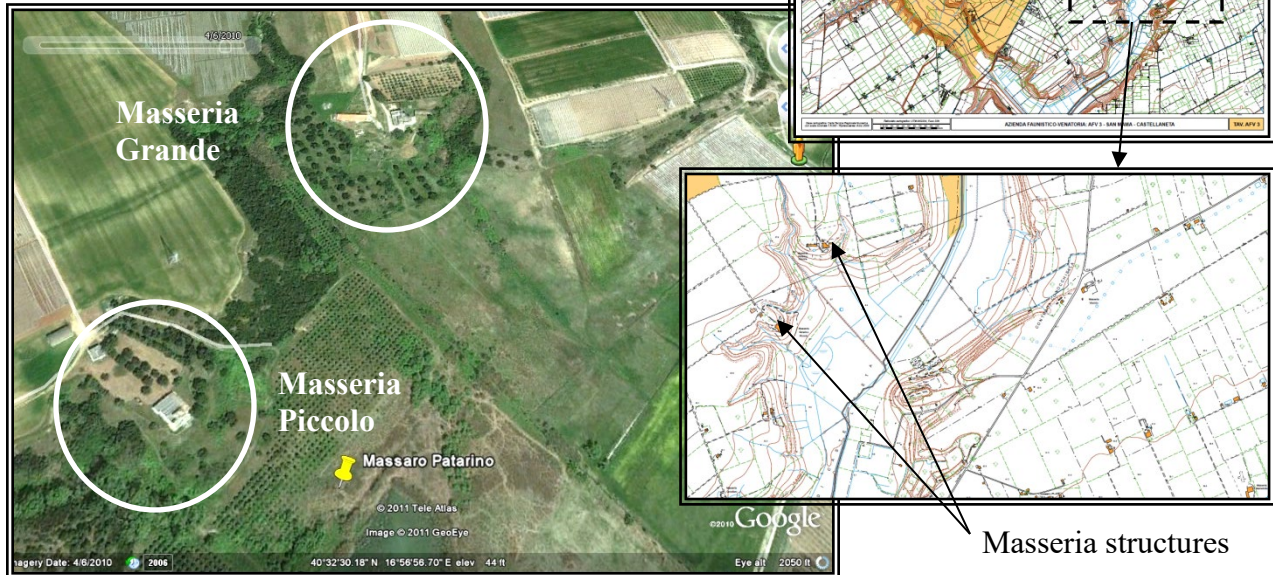 4/6/2010
Masseria
Grande
Masseria
Piccolo
Massaro Patarino
© 2011 Tele Atlas
Image © 2011 GeoEye
©2010 Google
magery Date: 4/6/2010 2006 40°32'30.18" N 16°56'56.70" E elev 44 ft Eye alt 2050 ft
AZIENDA FAUNISTICO-VENATORIA: AFV 3 - SAN MAMA - CASTELLANETA TAV. AFV 3
Masseria structures